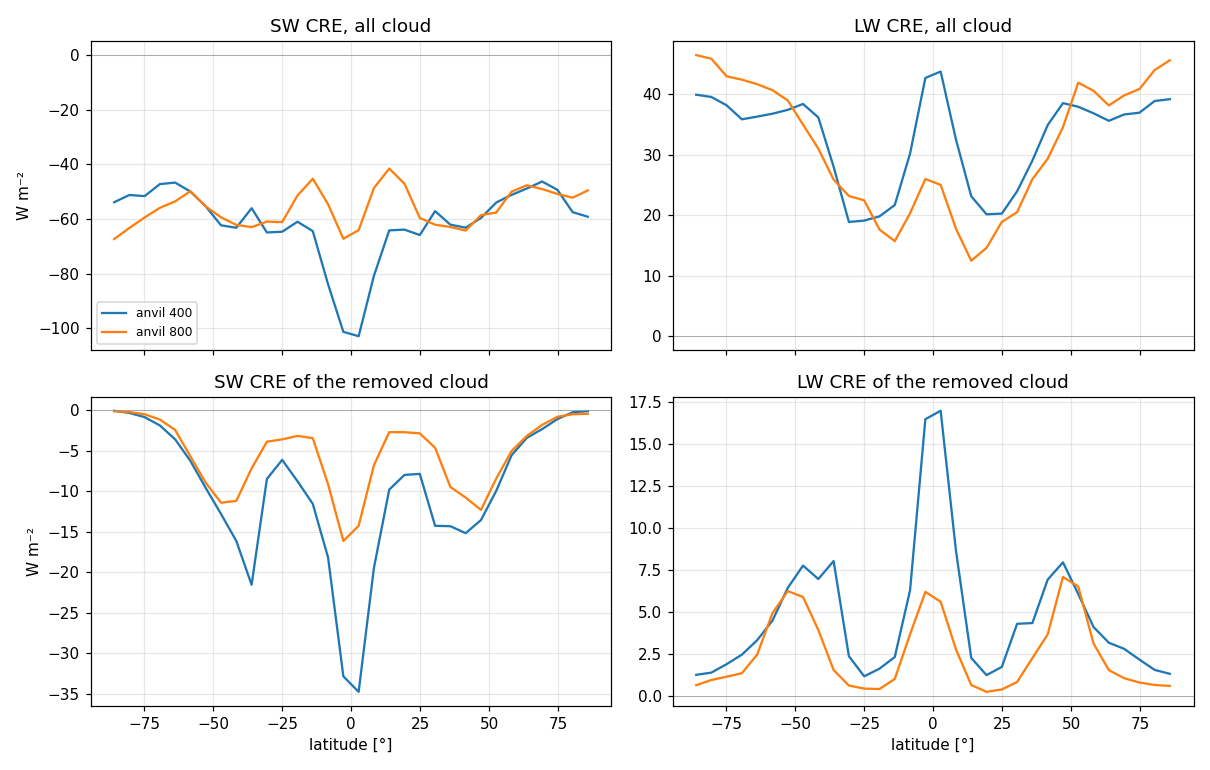 SW CRE, all cloud
LW CRE, all cloud
W m⁻²
0
−20
−40
−60
−80
−100
anvil 400
anvil 800
40
30
20
10
0
SW CRE of the removed cloud
LW CRE of the removed cloud
W m⁻²
0
−5
−10
−15
−20
−25
−30
−35
−75 −50 −25 0 25 50 75
latitude [°]
17.5
15.0
12.5
10.0
7.5
5.0
2.5
0.0
−75 −50 −25 0 25 50 75
latitude [°]